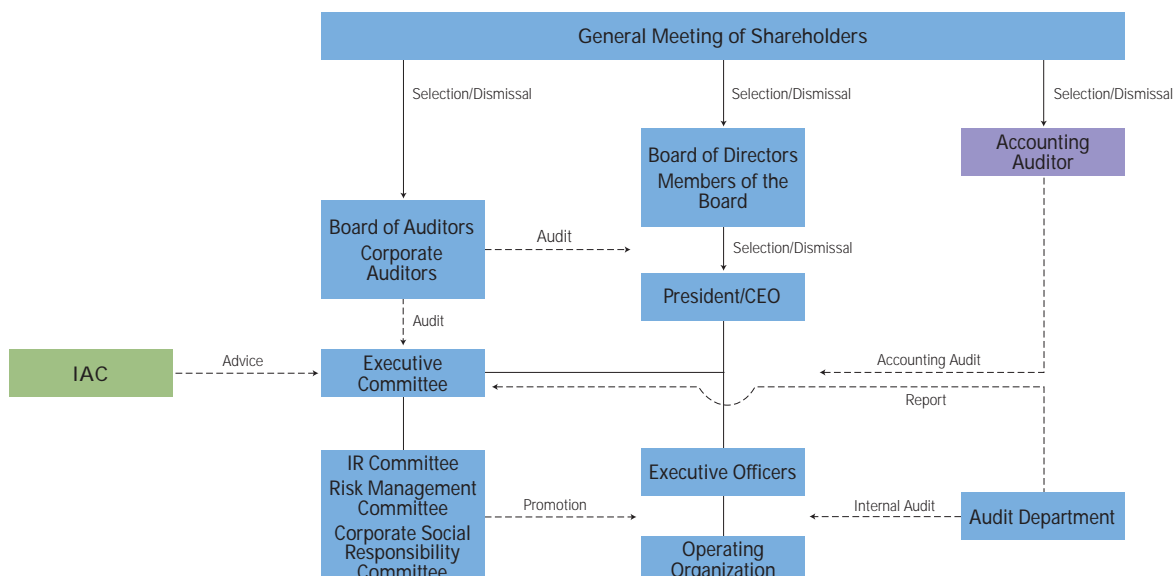 General Meeting of Shareholders
Selection/Dismissal
Selection/Dismissal
Selection/Dismissal
Board of Directors
Members of the
Board
Accounting
Auditor
Board of Auditors
Corporate
Auditors
Audit
Selection/Dismissal
President/CEO
Audit
IAC
Advice
Executive
Committee
Accounting Audit
Report
IR Committee
Risk Management
Committee
Corporate Social
Responsibility
Committee
Promotion
Executive Officers
Internal Audit
Audit Department
Operating
Organization